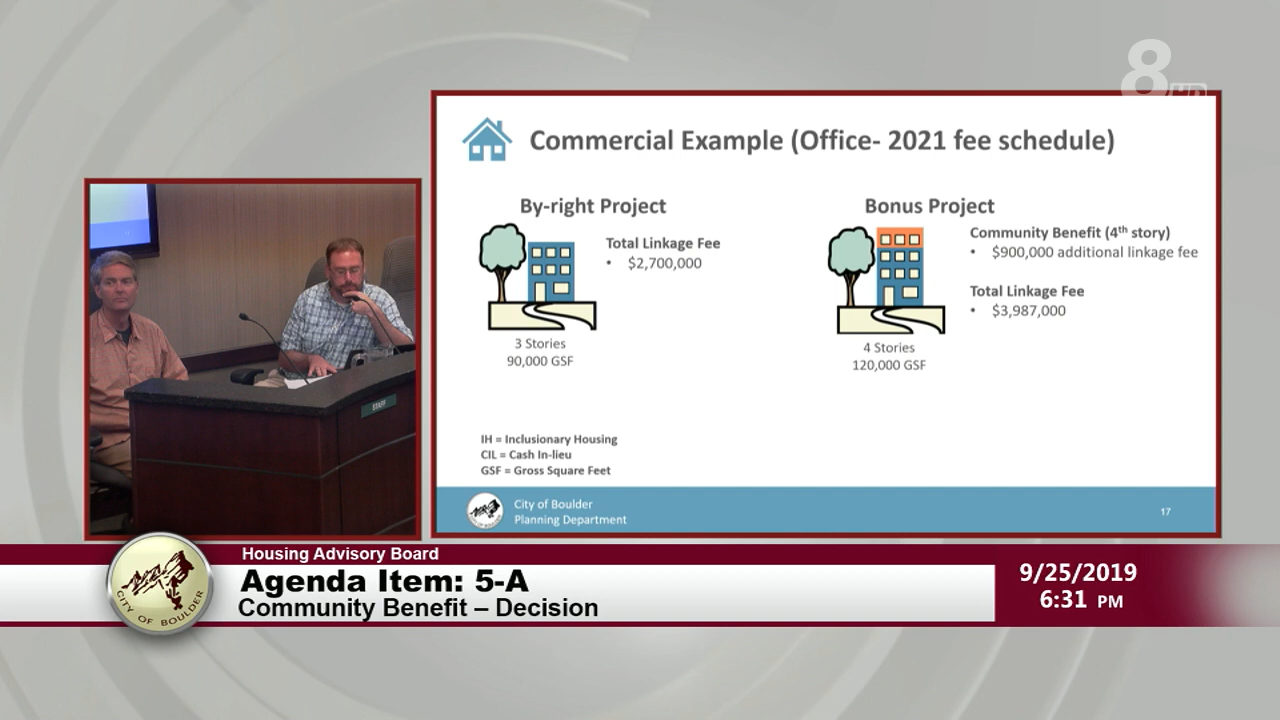 8
HD
Commercial Example (Office- 2021 fee schedule)
By-right Project
Total Linkage Fee
• $2,700,000
3 Stories
90,000 GSF
Bonus Project
Community Benefit (4th story)
• $900,000 additional linkage fee
Total Linkage Fee
• $3,987,000
4 Stories
120,000 GSF
IH = Inclusionary Housing
CIL = Cash In-lieu
GSF = Gross Square Feet
City of Boulder
Planning Department
17
STAFF
Housing Advisory Board
Agenda Item: 5-A
Community Benefit – Decision
CITY OF BOULDER
9/25/2019
6:31 PM